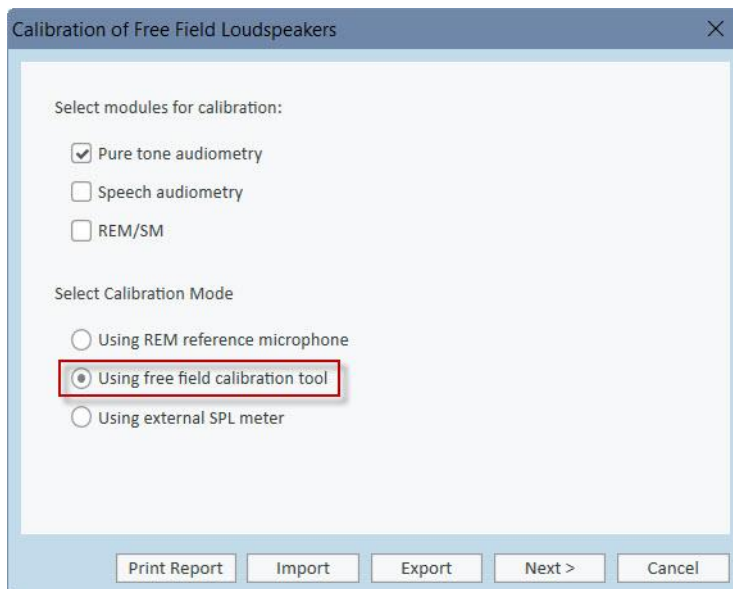 Calibration of Free Field Loudspeakers
Select modules for calibration:
Pure tone audiometry
Speech audiometry
REM/SM
Select Calibration Mode
Using REM reference microphone
Using free field calibration tool
Using external SPL meter
Print Report Import Export Next > Cancel